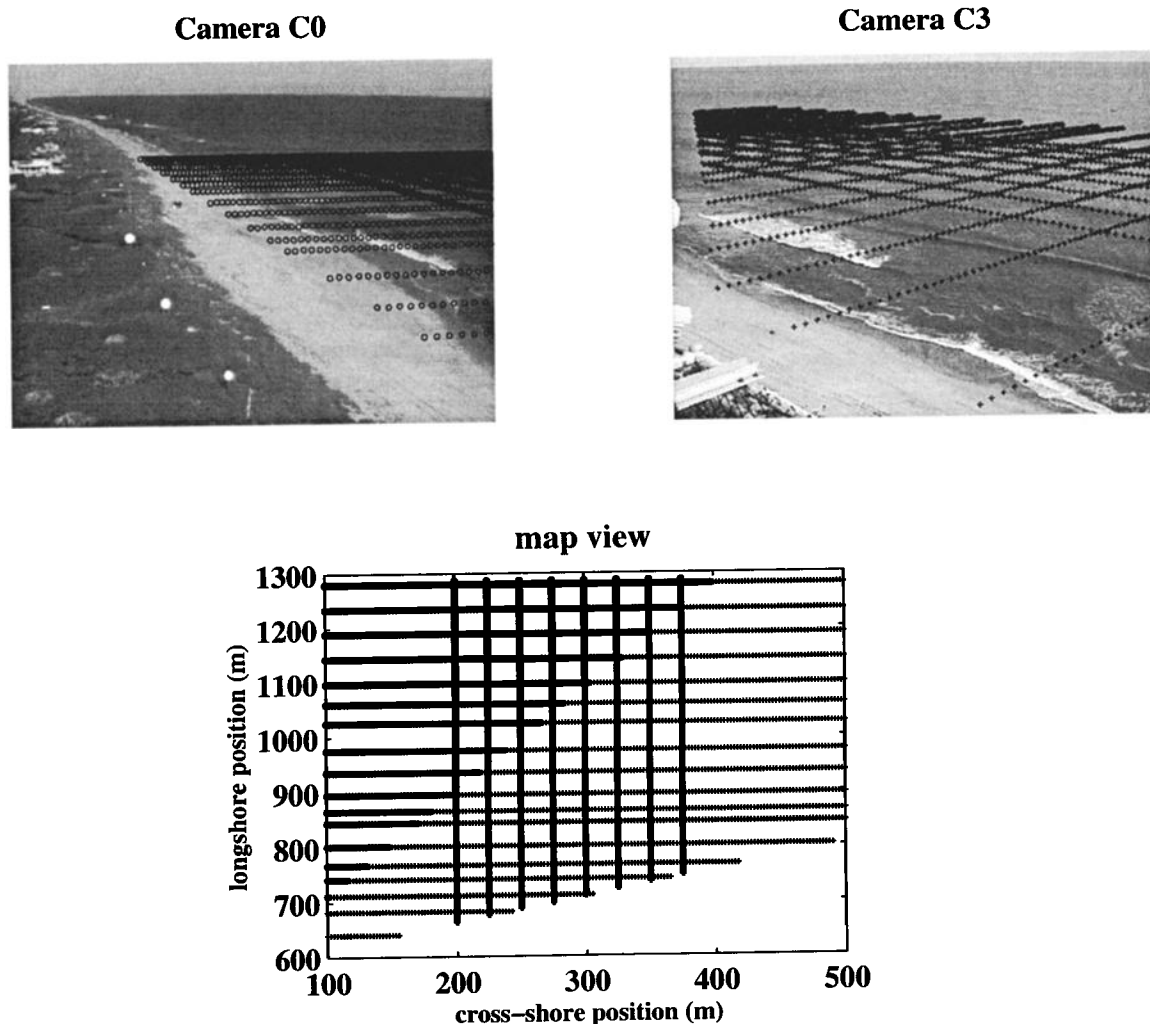 Camera C0
Camera C3
map view
1300
1200
1100
1000
900
800
700
600
longshore position (m)
100
200
300
400
500
cross–shore position (m)